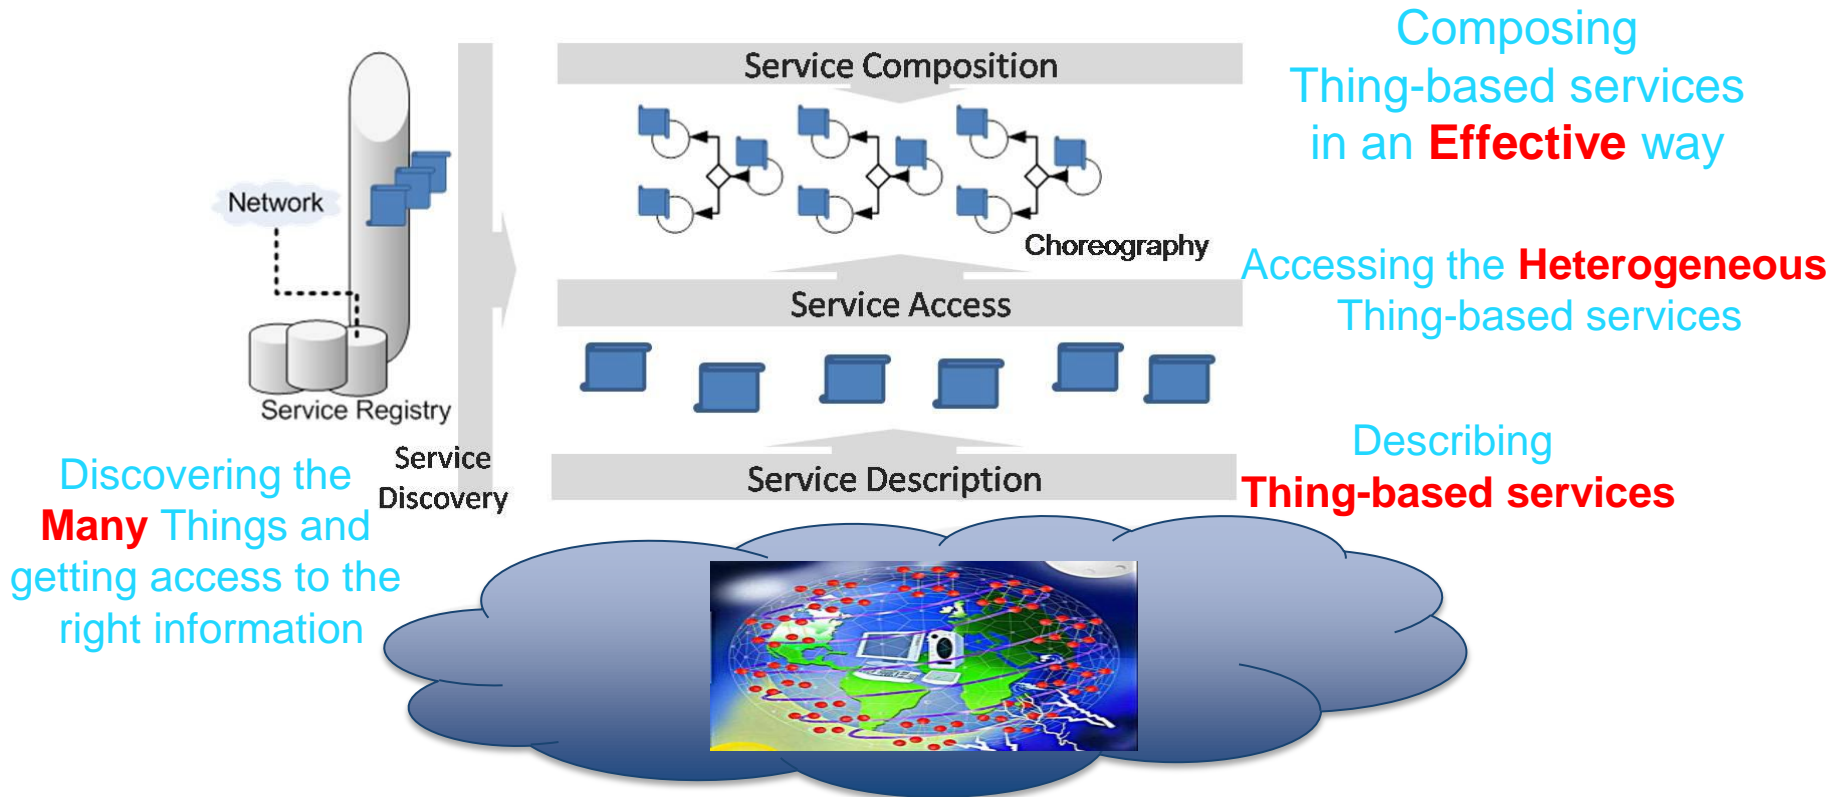 Service Composition
Composing
Thing-based services
in an Effective way
Network
Choreography
Accessing the Heterogeneous
Thing-based services
Service Access
Service Registry
Service
Discovery
Service Description
Describing
Thing-based services
Discovering the
Many Things and
getting access to the
right information